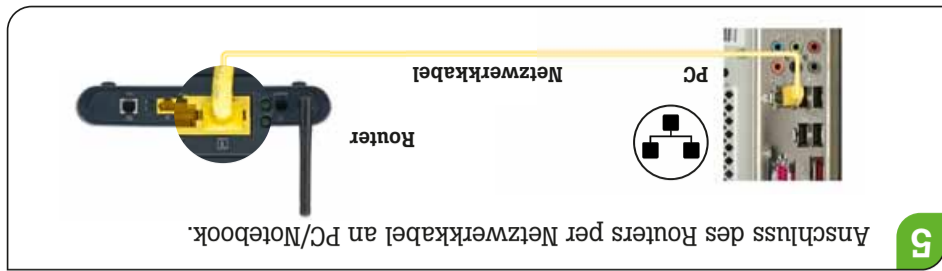 5
Anschluss des Routers per Netzwerkkabel an PC/Notebook.
Router
PC
Netzwerkkabel